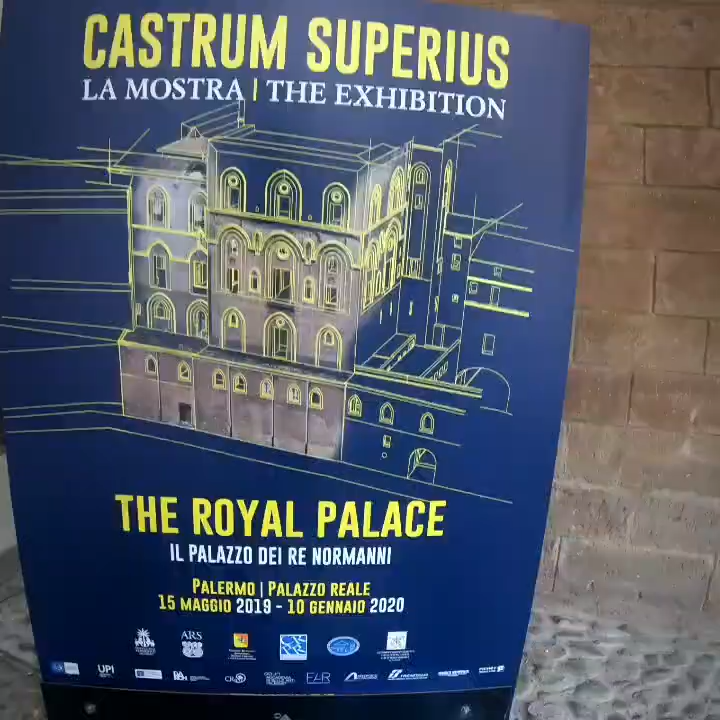 CASTRUM SUPERIUS
LA MOSTRA | THE EXHIBITION
THE ROYAL PALACE
IL PALAZZO DEI RE NORMANNI
PALERMO | PALAZZO REALE
15 MAGGIO 2019 - 10 GENNAIO 2020
ARS
UPI